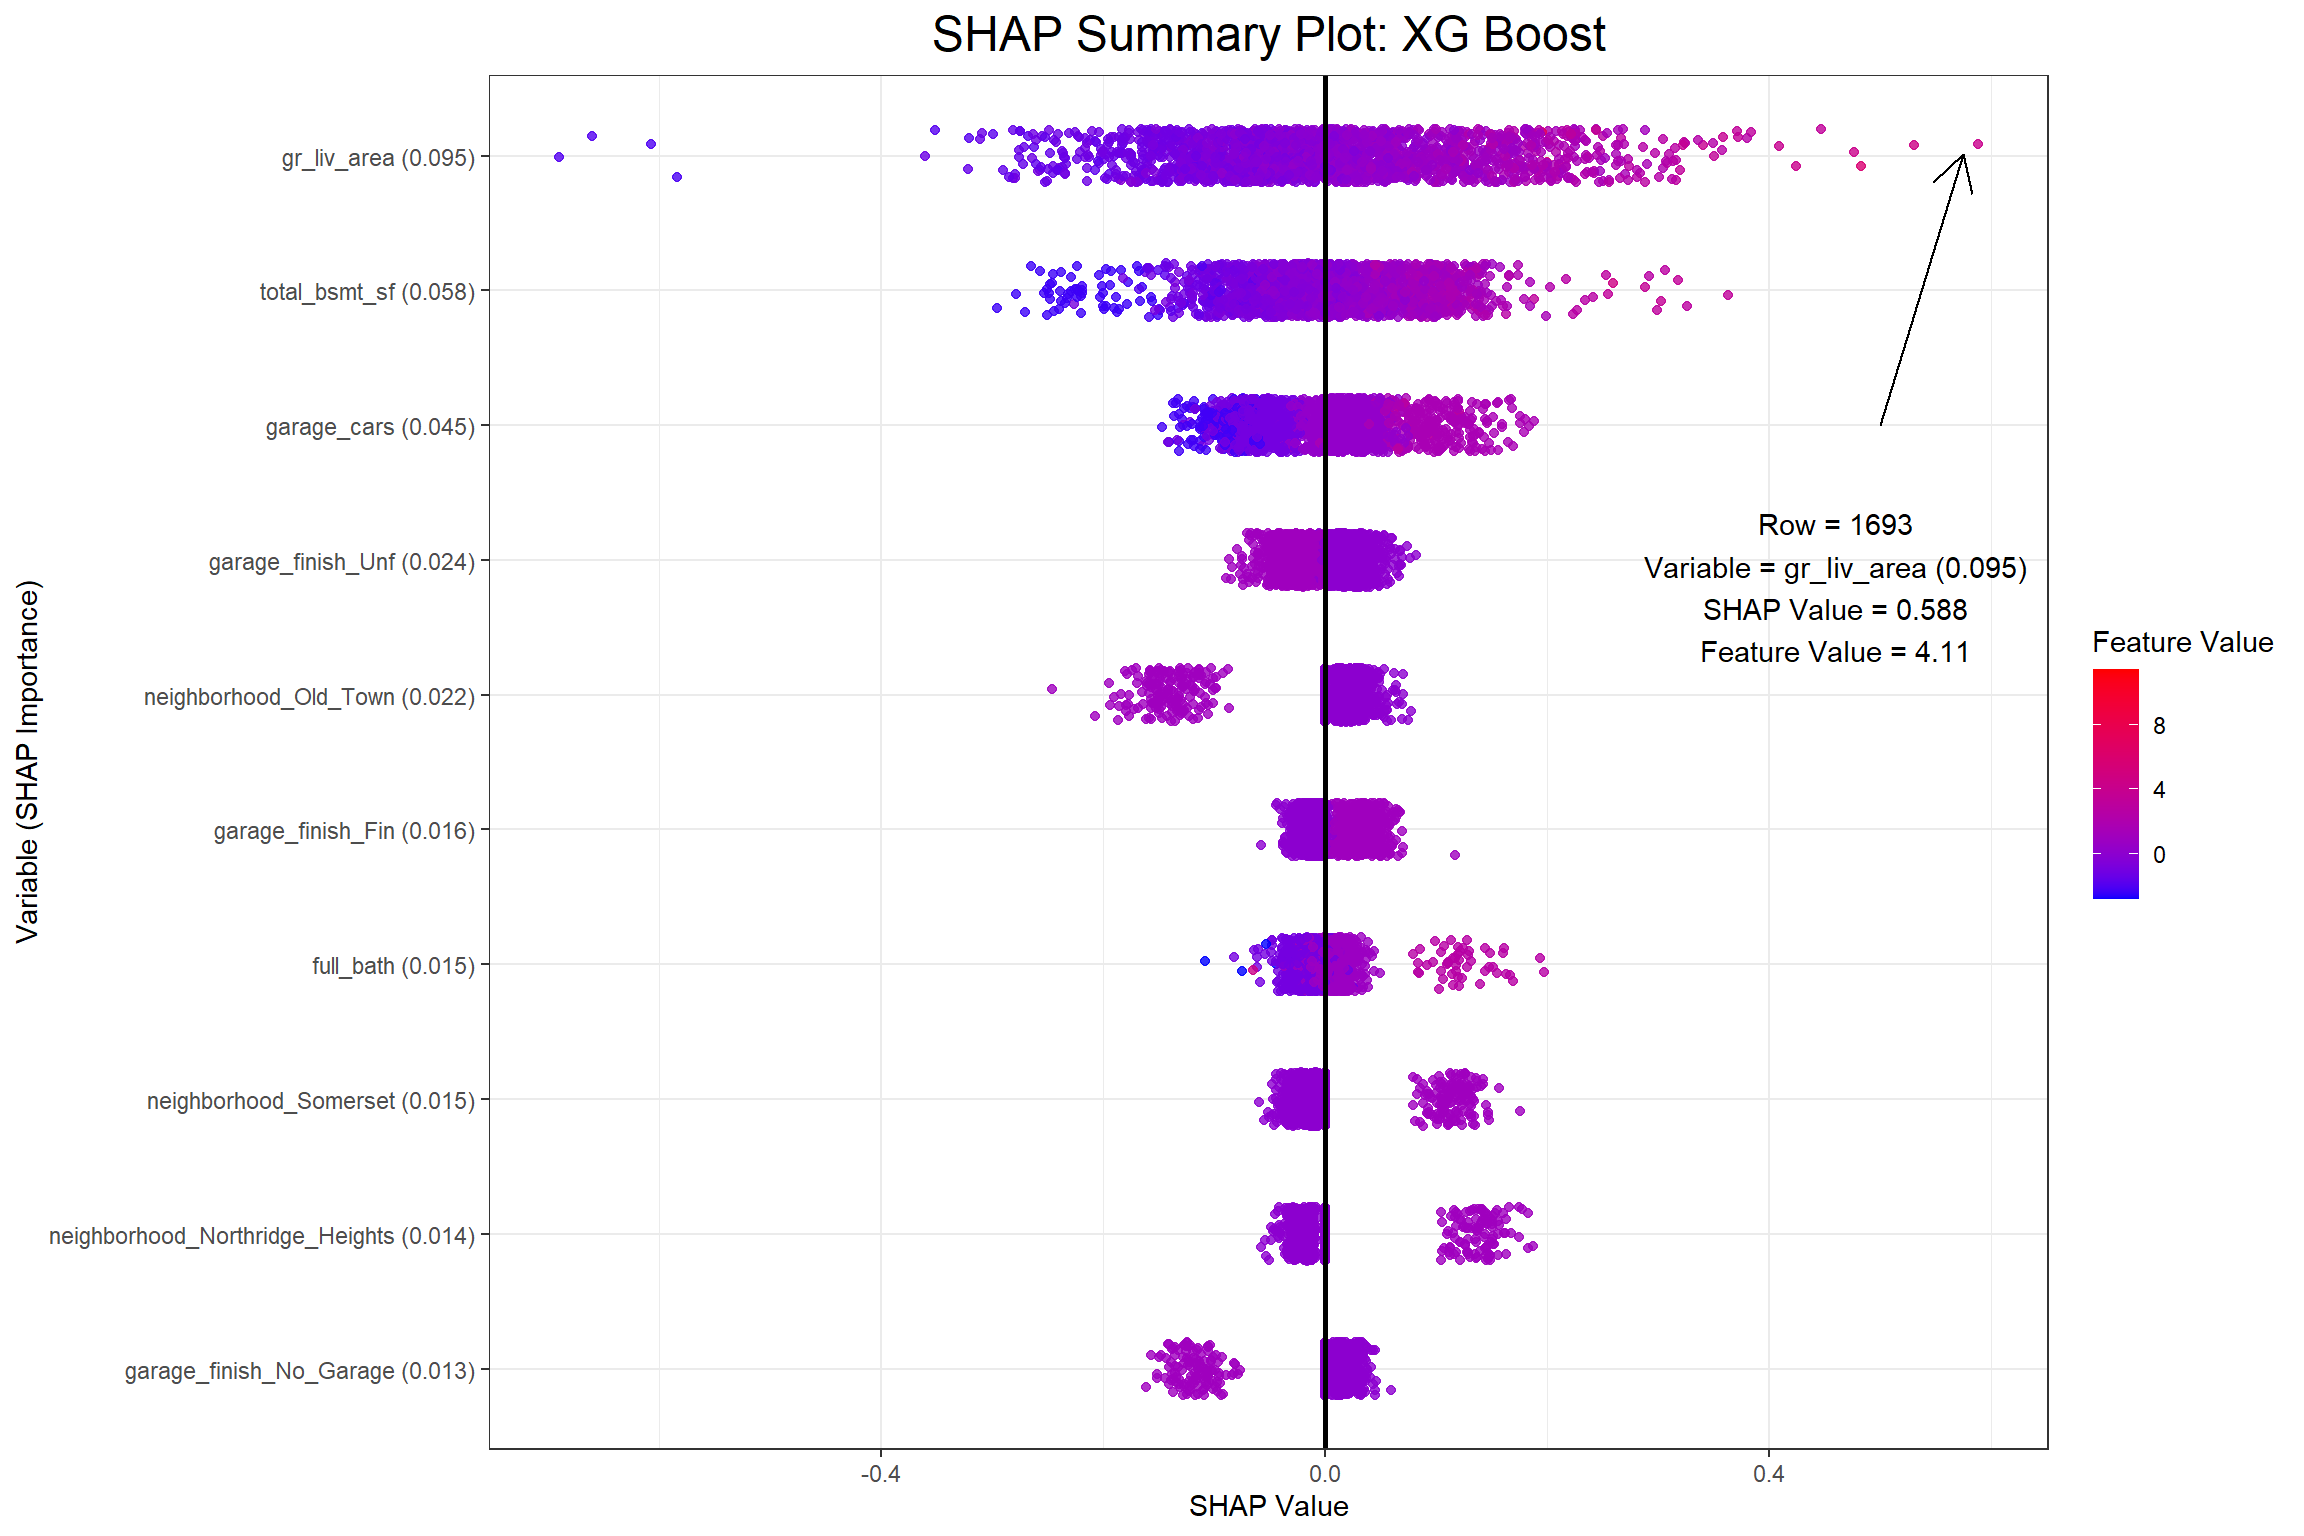 SHAP Summary Plot: XG Boost
Variable (SHAP Importance)
gr_liv_area (0.095)
total_bsmt_sf (0.058)
garage_cars (0.045)
garage_finish_Unf (0.024)
neighborhood_Old_Town (0.022)
garage_finish_Fin (0.016)
full_bath (0.015)
neighborhood_Somerset (0.015)
neighborhood_Northridge_Heights (0.014)
garage_finish_No_Garage (0.013)
Row = 1693
Variable = gr_liv_area (0.095)
SHAP Value = 0.588
Feature Value = 4.11
Feature Value
8
4
0
-0.4
0.0
0.4
SHAP Value